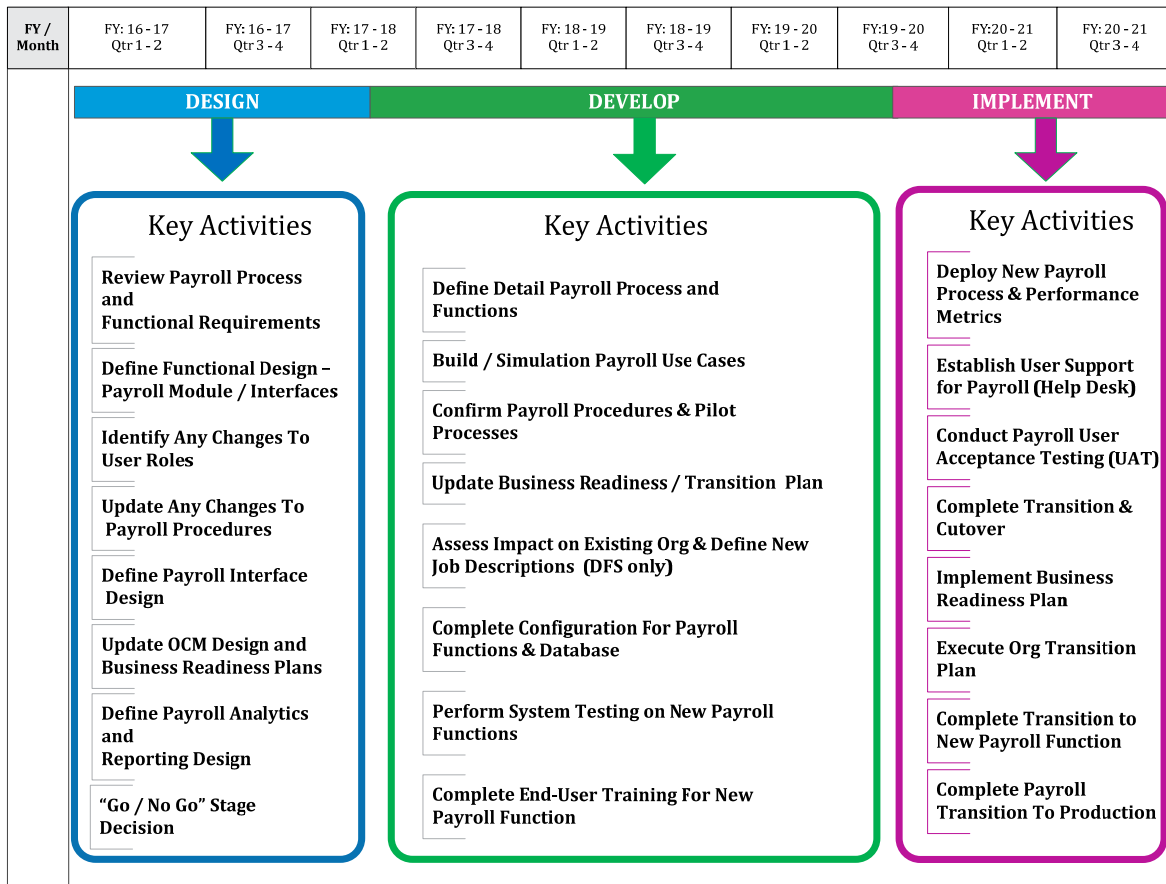 FY /
Month
FY: 16 - 17
Qtr 1 - 2
FY: 16 - 17
Qtr 3 - 4
FY: 17 - 18
Qtr 1 - 2
FY: 17 - 18
Qtr 3 - 4
FY: 18 - 19
Qtr 1 - 2
FY: 18 - 19
Qtr 3 - 4
FY: 19 - 20
Qtr 1 - 2
FY:19 - 20
Qtr 3 - 4
FY:20 - 21
Qtr 1 - 2
FY: 20 - 21
Qtr 3 - 4
DESIGN
DEVELOP
IMPLEMENT
Key Activities
Review Payroll Process
and
Functional Requirements
Define Functional Design –
Payroll Module / Interfaces
Identify Any Changes To
User Roles
Update Any Changes To
Payroll Procedures
Define Payroll Interface
Design
Update OCM Design and
Business Readiness Plans
Define Payroll Analytics
and
Reporting Design
“Go / No Go” Stage
Decision
Key Activities
Define Detail Payroll Process and
Functions
Build / Simulation Payroll Use Cases
Confirm Payroll Procedures & Pilot
Processes
Update Business Readiness / Transition Plan
Assess Impact on Existing Org & Define New
Job Descriptions (DFS only)
Complete Configuration For Payroll
Functions & Database
Perform System Testing on New Payroll
Functions
Complete End-User Training For New
Payroll Function
Key Activities
Deploy New Payroll
Process & Performance
Metrics
Establish User Support
for Payroll (Help Desk)
Conduct Payroll User
Acceptance Testing (UAT)
Complete Transition &
Cutover
Implement Business
Readiness Plan
Execute Org Transition
Plan
Complete Transition to
New Payroll Function
Complete Payroll
Transition To Production